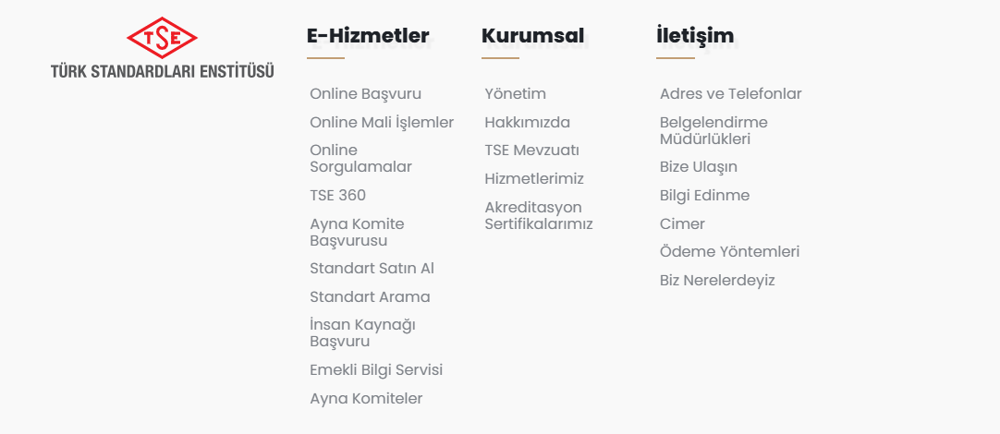 TSE
TÜRK STANDARDLARI ENSTİTÜSÜ
E-Hizmetler
Online Başvuru
Online Mali İşlemler
Online
Sorgulamalar
TSE 360
Ayna Komite
Başvurusu
Standart Satın Al
Standart Arama
İnsan Kaynağı
Başvuru
Emekli Bilgi Servisi
Ayna Komiteler
Kurumsal
Yönetim
Hakkımızda
TSE Mevzuatı
Hizmetlerimiz
Akreditasyon
Sertifikalarımız
İletişim
Adres ve Telefonlar
Belgelendirme
Müdürlükleri
Bize Ulaşın
Bilgi Edinme
Cimer
Ödeme Yöntemleri
Biz Nerelerdeyiz